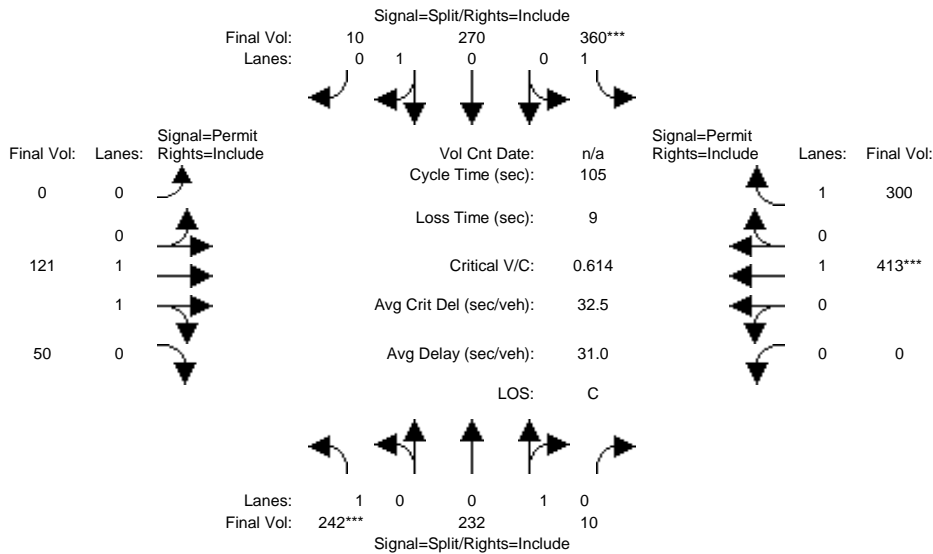 Signal=Split/Rights=Include
Final Vol: 10 270 360***
Lanes: 0 1 0 0 1
Signal=Permit
Final Vol: Lanes: Rights=Include
Vol Cnt Date: n/a
Signal=Permit
Rights=Include Lanes: Final Vol:
Cycle Time (sec): 105
0 0
1 300
Loss Time (sec): 9
0
0
121 1
Critical V/C: 0.614
1 413***
1
Avg Crit Del (sec/veh): 32.5
0
50 0
Avg Delay (sec/veh): 31.0
0 0
LOS: C
Lanes: 1 0 0 1 0
Final Vol: 242*** 232 10
Signal=Split/Rights=Include